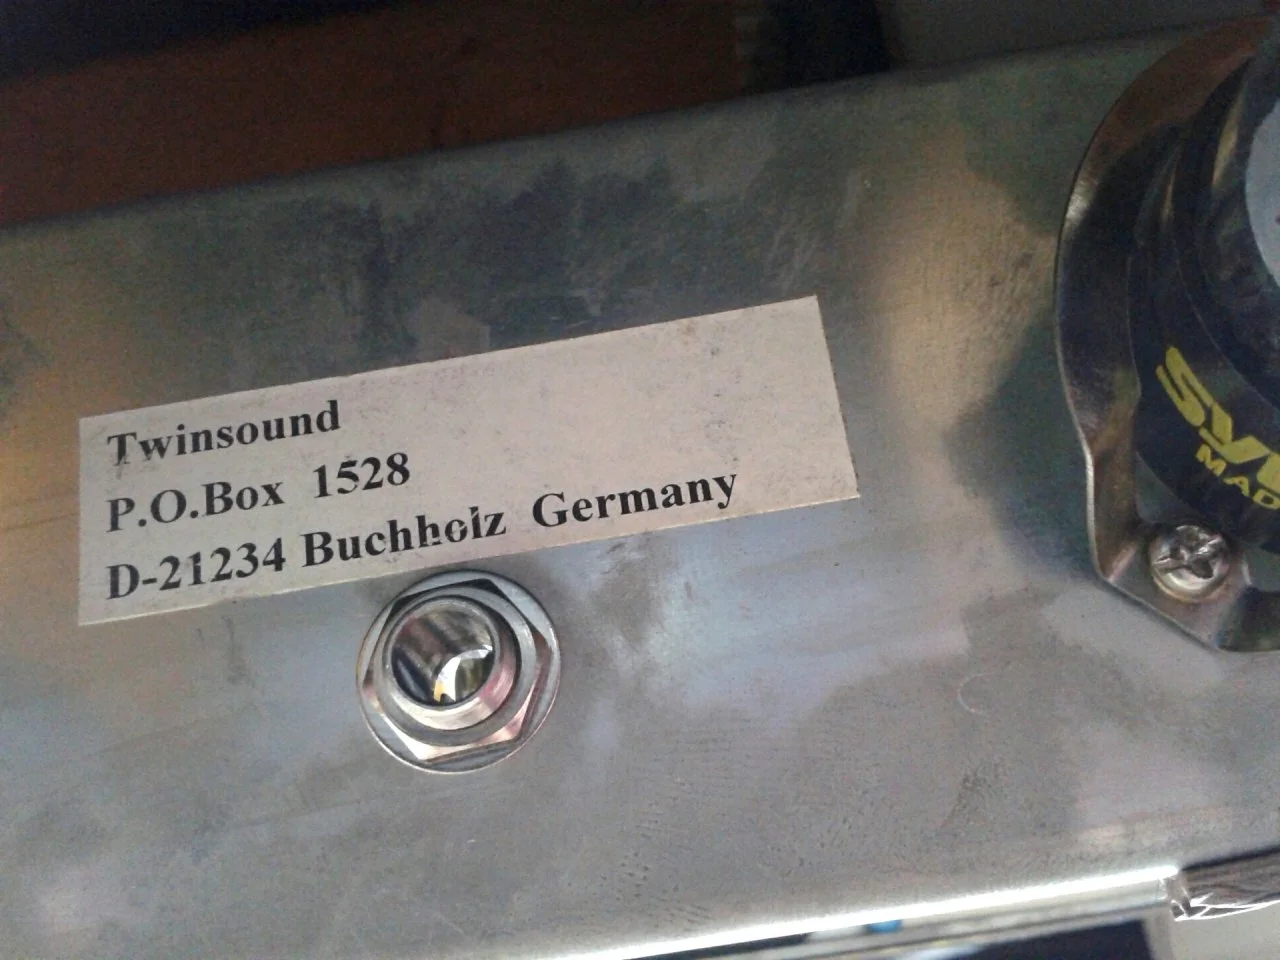 Twinsound
P.O.Box 1528
D-21234 Buchholz Germany